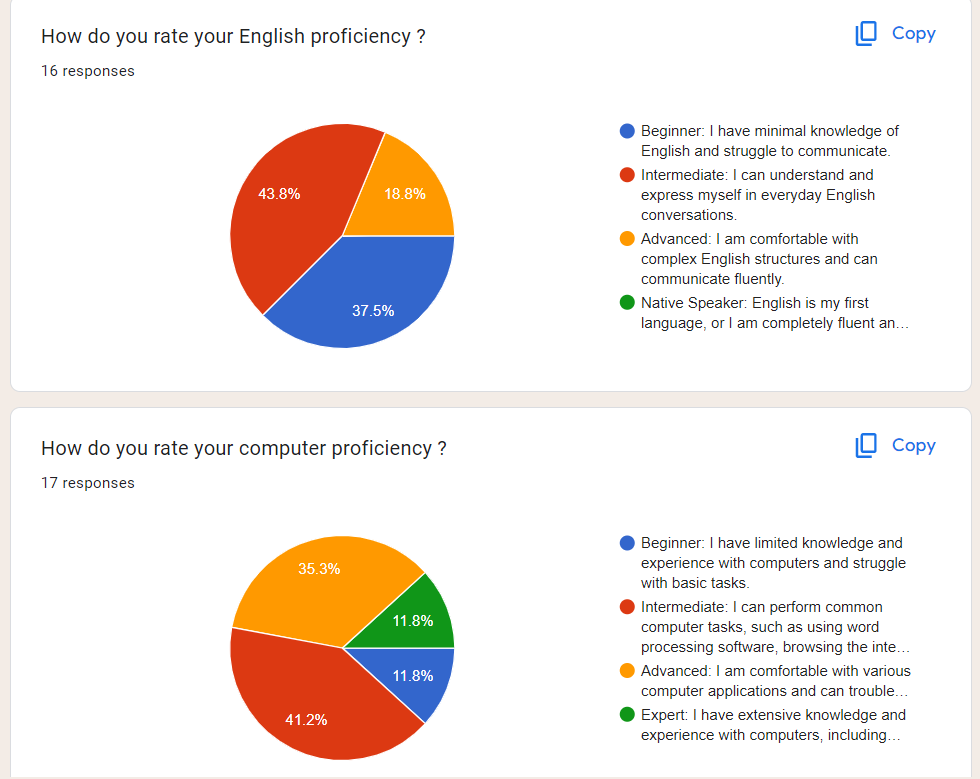 How do you rate your English proficiency ?
Copy
16 responses
43.8%
18.8%
37.5%
Beginner: I have minimal knowledge of
English and struggle to communicate.
Intermediate: I can understand and
express myself in everyday English
conversations.
Advanced: I am comfortable with
complex English structures and can
communicate fluently.
Native Speaker: English is my first
language, or I am completely fluent an…
How do you rate your computer proficiency ?
Copy
17 responses
35.3%
11.8%
11.8%
41.2%
Beginner: I have limited knowledge and
experience with computers and struggle
with basic tasks.
Intermediate: I can perform common
computer tasks, such as using word
processing software, browsing the inte…
Advanced: I am comfortable with various
computer applications and can trouble…
Expert: I have extensive knowledge and
experience with computers, including…